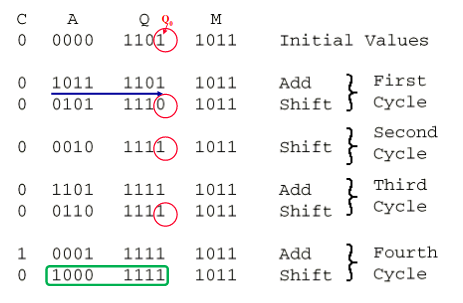 C A Q Q₀ M
0 0000 1101 1011 Initial Values
0 1011 1101 1011 Add First
0 0101 1110 1011 Shift Cycle
0 0010 1111 1011 Shift Second Cycle
0 1101 1111 1011 Add Third
0 0110 1111 1011 Shift Cycle
1 0001 1111 1011 Add Fourth
0 1000 1111 1011 Shift Cycle